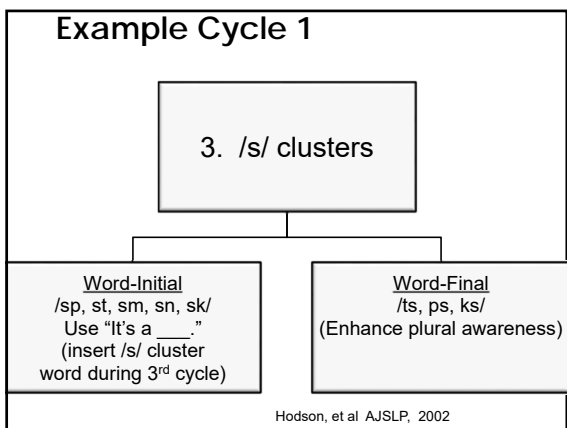 Example Cycle 1
3. /s/ clusters
Word-Initial
/sp, st, sm, sn, sk/
Use “It’s a ___.”
(insert /s/ cluster
word during 3rd cycle)
Word-Final
/ts, ps, ks/
(Enhance plural awareness)
Hodson, et al AJSLP, 2002